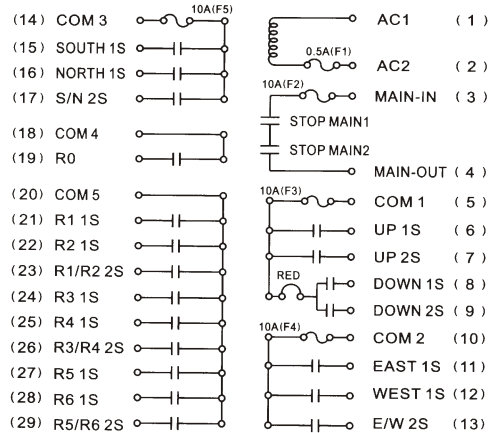 (14) COM 3 10A(F5)
(15) SOUTH 1S
(16) NORTH 1S
(17) S/N 2S
(18) COM 4
(19) R0
(20) COM 5
(21) R1 1S
(22) R2 1S
(23) R1/R2 2S
(24) R3 1S
(25) R4 1S
(26) R3/R4 2S
(27) R5 1S
(28) R6 1S
(29) R5/R6 2S
AC1 (1)
0.5A(F1)
AC2 (2)
10A(F2)
MAIN-IN (3)
STOP MAIN1
STOP MAIN2
MAIN-OUT (4)
10A(F3)
COM 1 (5)
UP 1S (6)
UP 2S (7)
RED
DOWN 1S (8)
DOWN 2S (9)
10A(F4)
COM 2 (10)
EAST 1S (11)
WEST 1S (12)
E/W 2S (13)